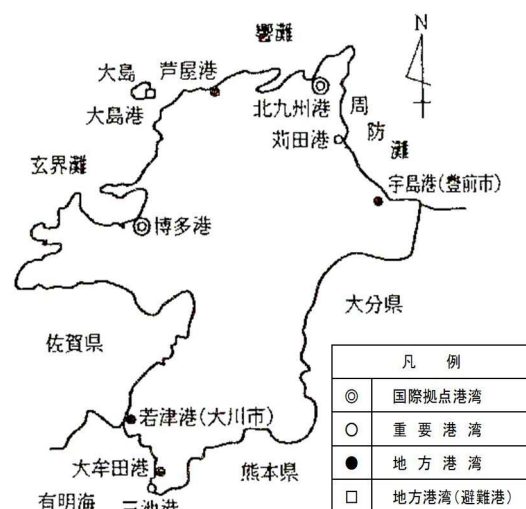 響灘
N
大島
芦屋港
大島港
北九州港
周防灘
苅田港
玄界灘
宇島港(豊前市)
博多港
大分県
佐賀県
凡 例
◎ 国際拠点港湾
○ 重要港湾
● 地方港湾
□ 地方港湾(避難港)
若津港(大川市)
大牟田港
熊本県
有明海
三池港